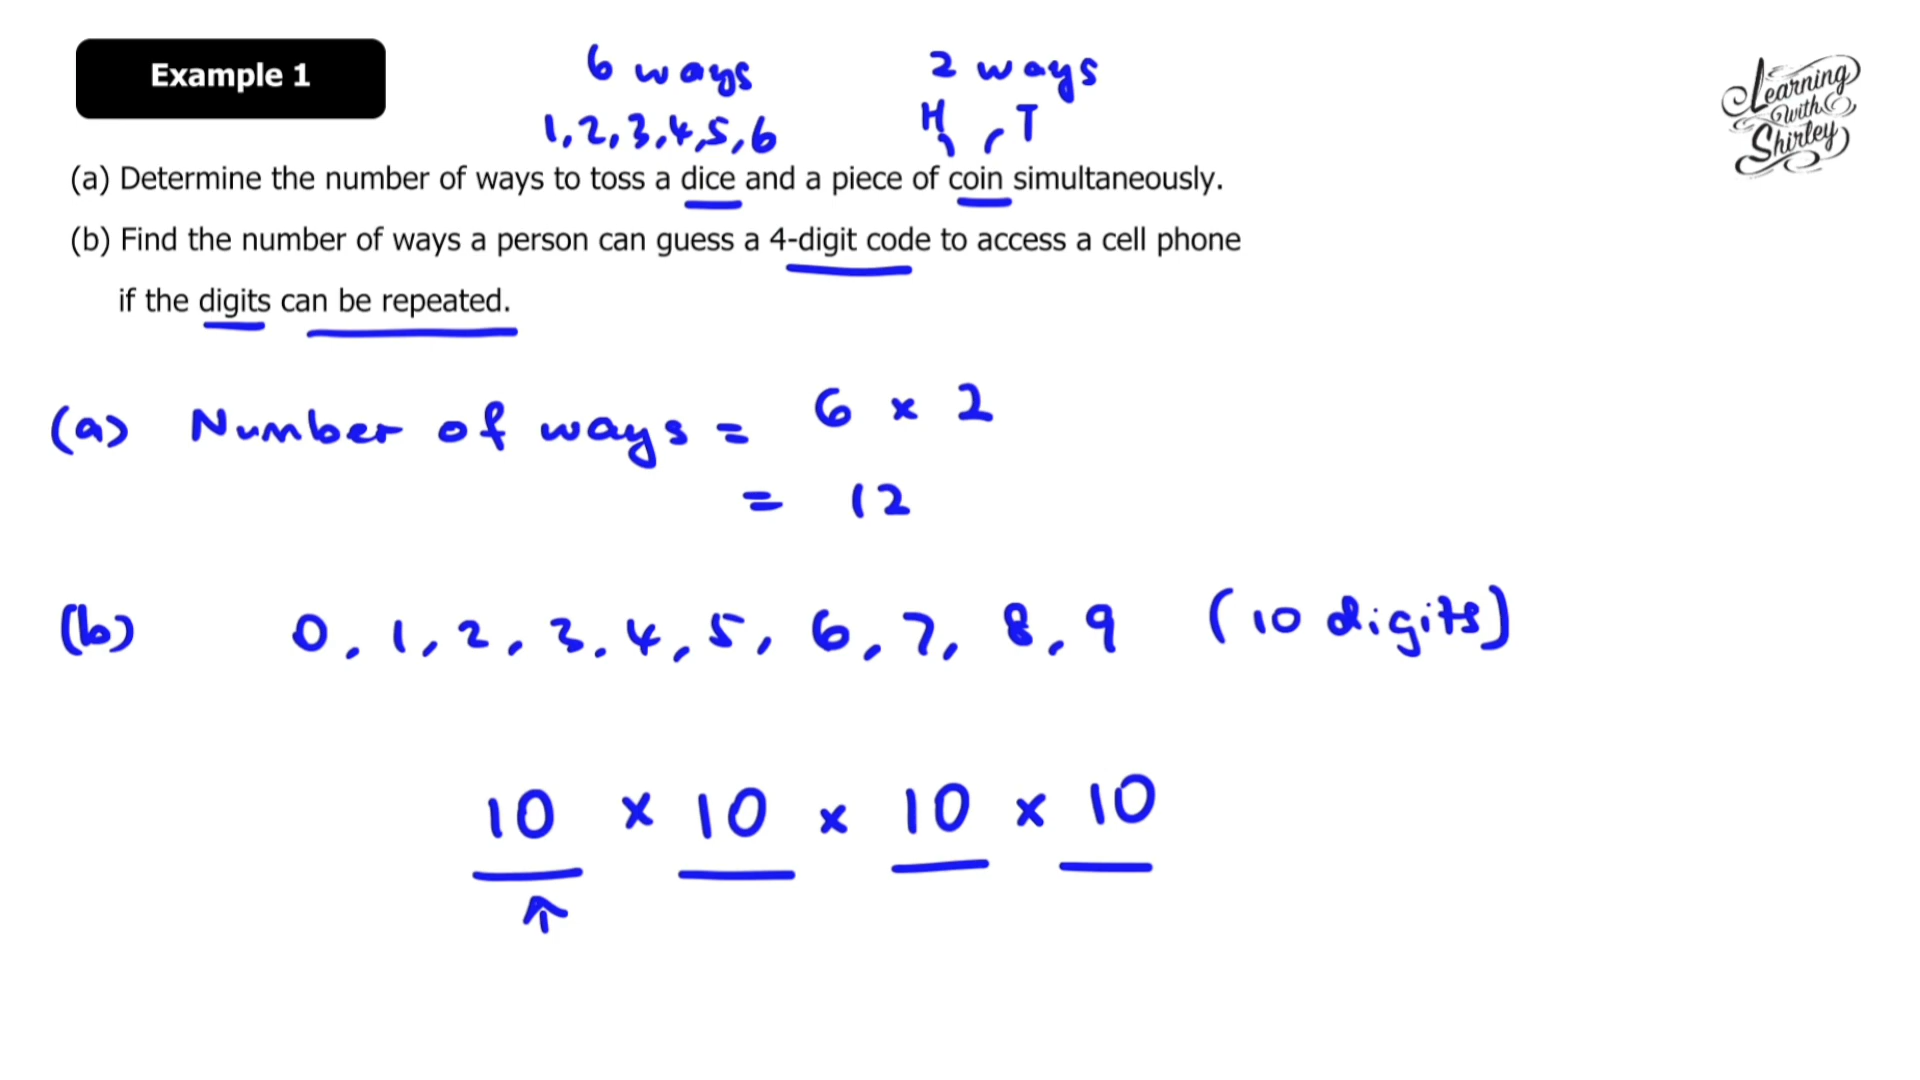 Example 1
6 ways
2 ways
1,2,3,4,5,6
H, , T
Learning
with
Shirley
(a) Determine the number of ways to toss a dice and a piece of coin simultaneously.
(b) Find the number of ways a person can guess a 4-digit code to access a cell phone
if the digits can be repeated.
(a) Number of ways = 6 × 2
= 12
(b) 0, 1, 2, 3, 4, 5, 6, 7, 8, 9 (10 digits)
10 × 10 × 10 × 10
↑